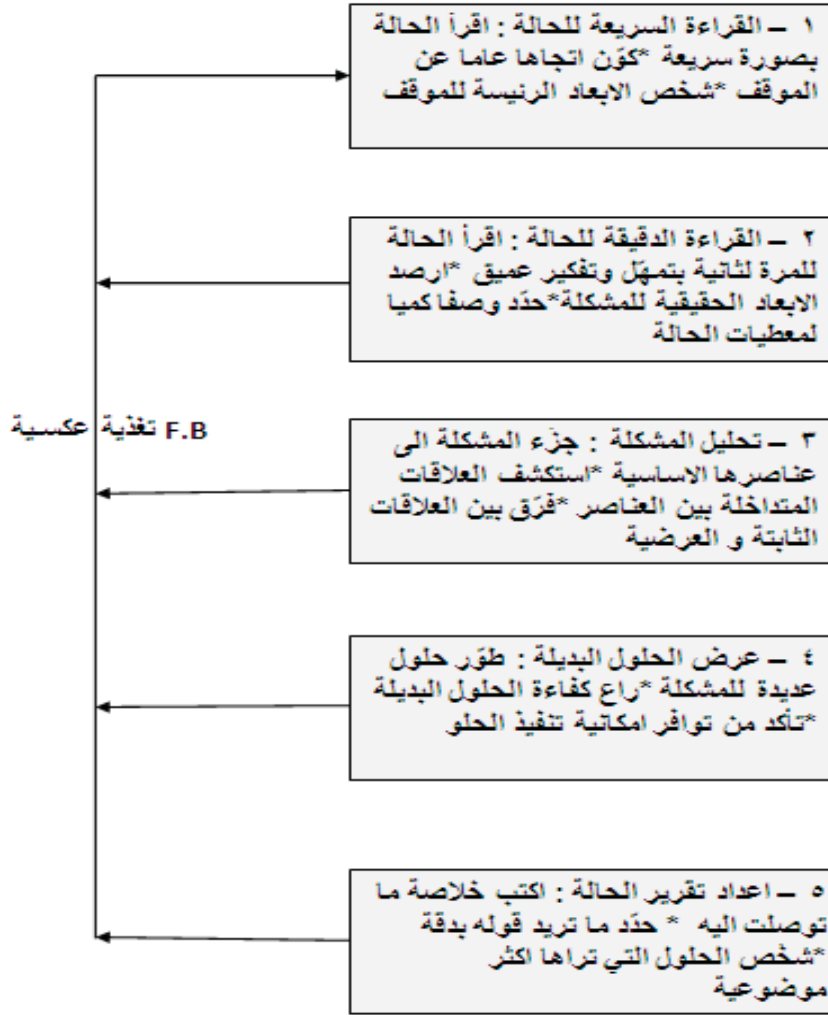 ١ – القراءة السريعة للحالة : اقرأ الحالة
بصورة سريعة *كوّن اتجاها عاما عن
الموقف *شخص الابعاد الرئيسة للموقف
٢ – القراءة الدقيقة للحالة : اقرأ الحالة
للمرة لثانية بتمهّل وتفكير عميق *ارصد
الابعاد الحقيقية للمشكلة*حدّد وصفا كميا
لمعطيات الحالة
F.B تغذية عكسية
٣ – تحليل المشكلة : جزّء المشكلة الى
عناصرها الاساسية *استكشف العلاقات
المتداخلة بين العناصر *فرّق بين العلاقات
الثابتة و العرضية
٤ – عرض الحلول البديلة : طوّر حلول
عديدة للمشكلة *راع كفاءة الحلول البديلة
*تأكد من توافر امكانية تنفيذ الحلو
٥ – اعداد تقرير الحالة : اكتب خلاصة ما
توصلت اليه * حدّد ما تريد قوله بدقة
*شخّص الحلول التي تراها اكثر
موضوعية